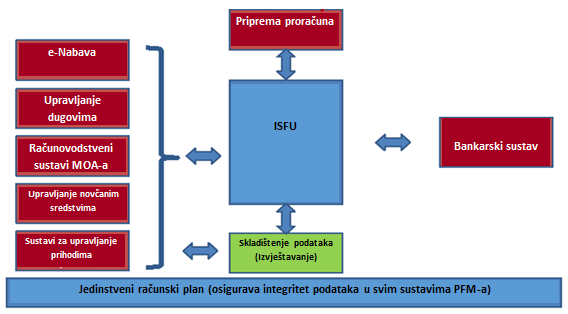 Priprema proračuna
e-Nabava
Upravljanje
dugovima
Računovodstveni
sustavi MOA-a
Upravljanje novčanim
sredstvima
Sustavi za upravljanje
prihodima
ISFU
Bankarski sustav
Skladištenje podataka
(Izvještavanje)
Jedinstveni računski plan (osigurava integritet podataka u svim sustavima PFM-a)